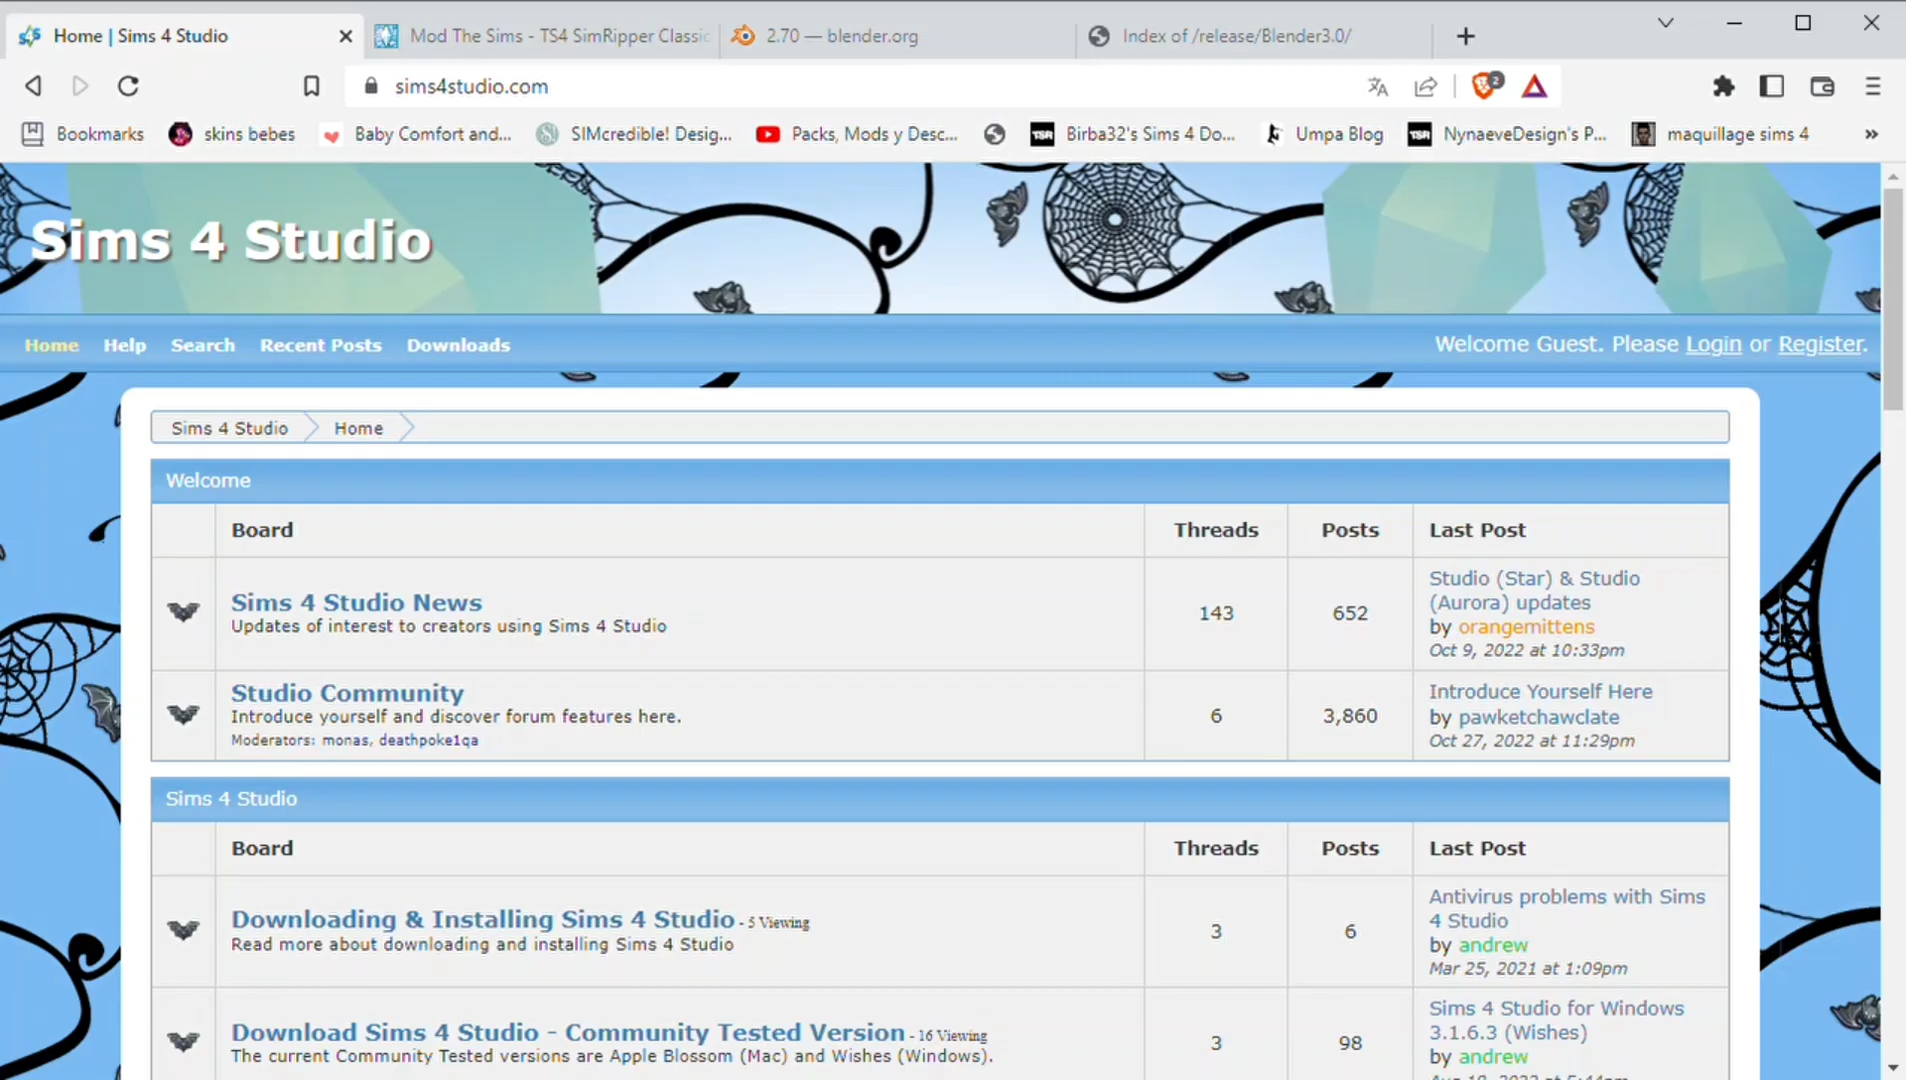 Home | Sims 4 Studio
Mod The Sims - TS4 SimRipper Classic
2.70 — blender.org
Index of /release/Blender3.0/
sims4studio.com
2
Bookmarks
skins bebes
Baby Comfort and...
SIMcredible! Desig...
Packs, Mods y Desc...
TSR
Birba32's Sims 4 Do...
Umpa Blog
TSR
NynaeveDesign's P...
maquillage sims 4
Sims 4 Studio
Home
Help
Search
Recent Posts
Downloads
Welcome Guest. Please Login or Register.
Sims 4 Studio
Home
Welcome
Board
Threads
Posts
Last Post
Sims 4 Studio News
Updates of interest to creators using Sims 4 Studio
143
652
Studio (Star) & Studio
(Aurora) updates
by orangemittens
Oct 9, 2022 at 10:33pm
Studio Community
Introduce yourself and discover forum features here.
Moderators: monas, deathpoke1qa
6
3,860
Introduce Yourself Here
by pawketchawclate
Oct 27, 2022 at 11:29pm
Sims 4 Studio
Board
Threads
Posts
Last Post
Downloading & Installing Sims 4 Studio - 5 Viewing
Read more about downloading and installing Sims 4 Studio
3
6
Antivirus problems with Sims
4 Studio
by andrew
Mar 25, 2021 at 1:09pm
Download Sims 4 Studio - Community Tested Version - 16 Viewing
The current Community Tested versions are Apple Blossom (Mac) and Wishes (Windows).
3
98
Sims 4 Studio for Windows
3.1.6.3 (Wishes)
by andrew